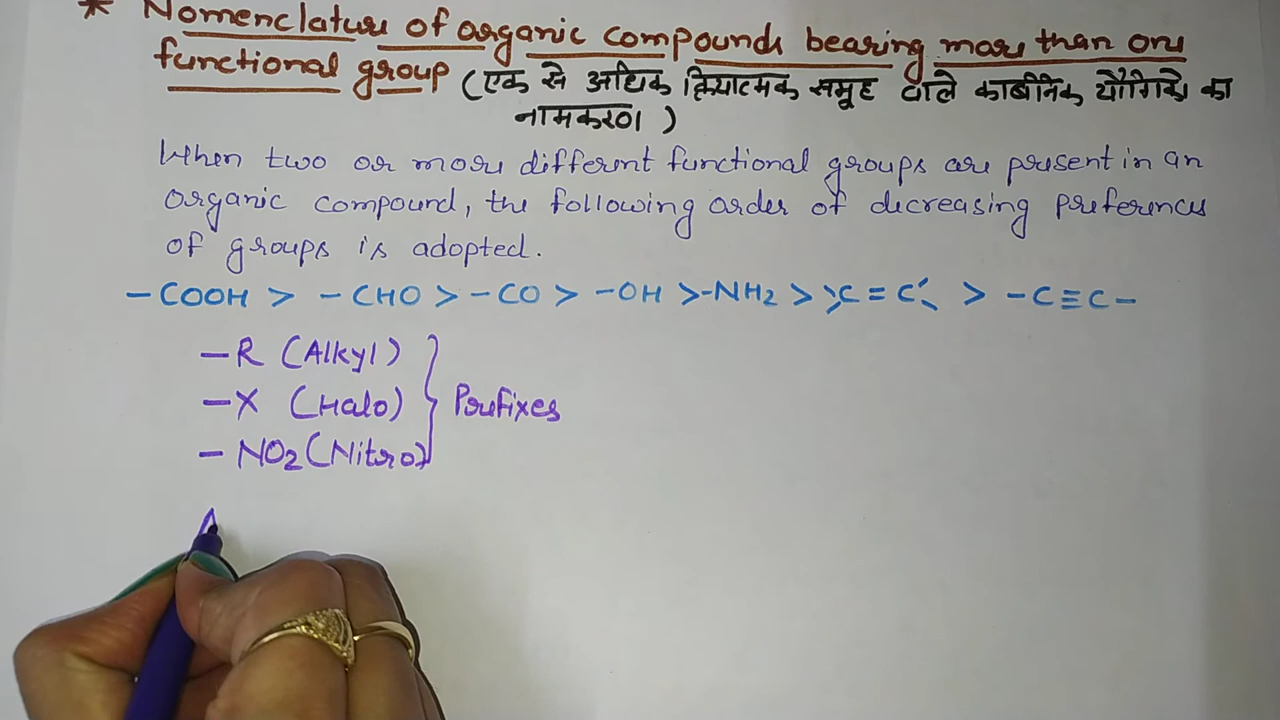 * Nomenclature of organic compounds bearing more than one
functional group (एक से अधिक क्रियात्मक समूह वाले कार्बनिक यौगिको का
नामकरण )
When two or more different functional groups are present in an
organic compound, the following order of decreasing preference
of groups is adopted.
-COOH > -CHO > -CO > -OH > -NH₂ > C=C > -C≡C-
-R (Alkyl)
-X (Halo) } Prefixes
-NO₂ (Nitro)